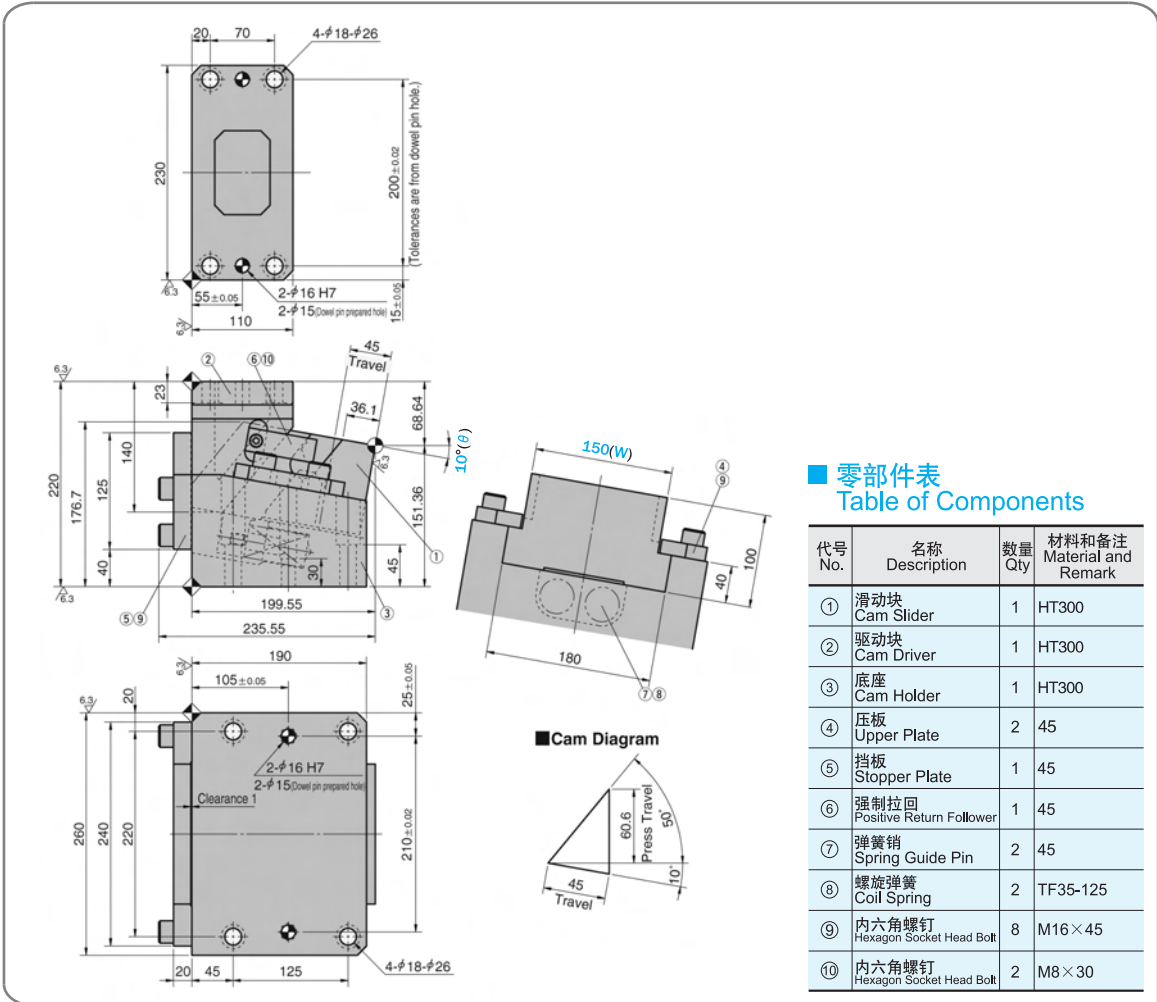 20
70
4-ϕ18-ϕ26
230
200±0.02
(Tolerances are from dowel pin hole.)
6.3
55±0.05
2-ϕ16 H7
2-ϕ15(Dowel pin prepared hole)
15±0.05
6.3
110
45
Travel
6.3
②
⑥⑩
23
36.1
68.64
10°(θ)
6.3
140
220
125
176.7
151.36
①
40
30
45
6.3
⑤⑨
199.55
③
235.55
150(W)
④
⑨
100
40
180
⑦⑧
190
6.3
105±0.05
25±0.05
20
6.3
2-ϕ16 H7
2-ϕ15(Dowel pin prepared hole)
Clearance 1
260
240
220
210±0.02
20
45
125
4-ϕ18-ϕ26
■Cam Diagram
60.6
Press Travel
50°
10°
45
Travel
■ 零部件表
Table of Components
代号 名称 数量 材料和备注
No. Description Qty Material and Remark
① 滑动块 1 HT300
Cam Slider
② 驱动块 1 HT300
Cam Driver
③ 底座 1 HT300
Cam Holder
④ 压板 2 45
Upper Plate
⑤ 挡板 1 45
Stopper Plate
⑥ 强制拉回 1 45
Positive Return Follower
⑦ 弹簧销 2 45
Spring Guide Pin
⑧ 螺旋弹簧 2 TF35-125
Coil Spring
⑨ 内六角螺钉 8 M16×45
Hexagon Socket Head Bolt
⑩ 内六角螺钉 2 M8×30
Hexagon Socket Head Bolt